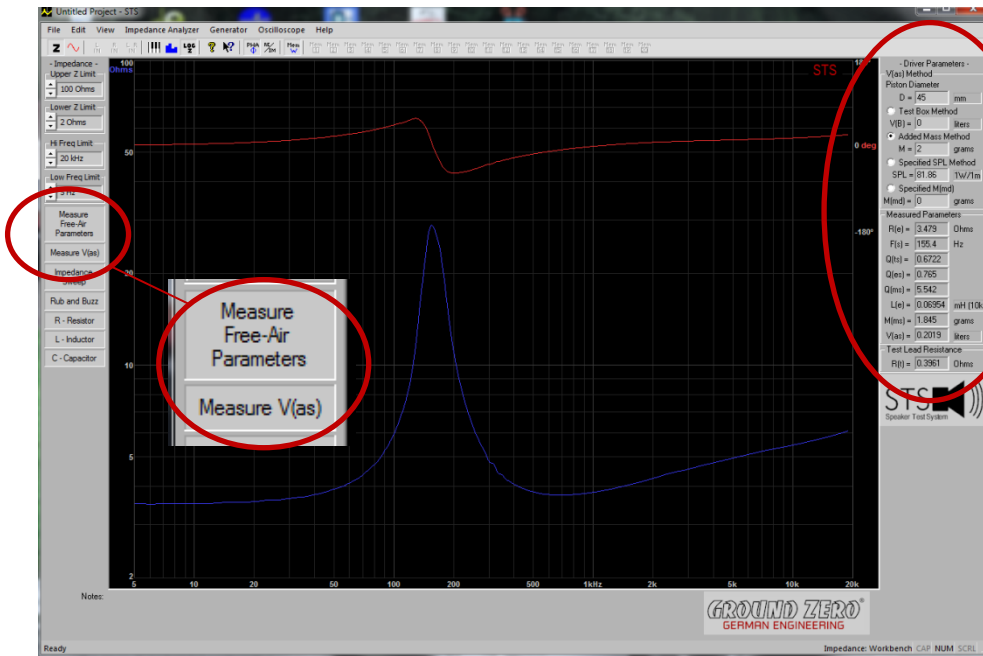 Untitled Project - STS
File Edit View Impedance Analyzer Generator Oscilloscope Help
- Impedance -
Upper Z Limit
100 Ohms
Lower Z Limit
2 Ohms
Hi Freq Limit
20 kHz
Low Freq Limit
Measure
Free-Air
Parameters
Measure V(as)
Impedance
Sweep
Rub and Buzz
R - Resistor
L - Inductor
C - Capacitor
Notes:
100
Ohms
50
20
10
5
2
STS
0 deg
-180°
5 10 20 50 100 200 500 1kHz 2k 5k 10k 20k
Measure
Free-Air
Parameters
Measure V(as)
- Driver Parameters -
V(as) Method
Piston Diameter
D = 45 mm
Test Box Method
V(B) = 0 liters
Added Mass Method
M = 2 grams
Specified SPL Method
SPL = 81.86 1W/1m
Specified M(md)
M(md) = 0 grams
Measured Parameters
R(e) = 3.479 Ohms
F(s) = 155.4 Hz
Q(ts) = 0.6722
Q(es) = 0.765
Q(ms) = 5.542
L(e) = 0.06954 mH (10k
M(ms) = 1.845 grams
V(as) = 0.2019 liters
Test Lead Resistance
R(t) = 0.3961 Ohms
STS
Speaker Test System
GROUND ZERO®
GERMAN ENGINEERING
Ready
Impedance: Workbench CAP NUM SCRL